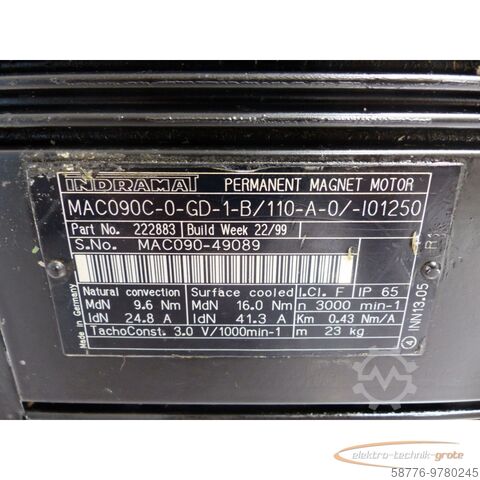 INDRAMAT PERMANENT MAGNET MOTOR
MAC090C-0-GD-1-B/110-A-0/-I01250
Part No. 222883 Build Week 22/99
S.No. MAC090-49089
R1
Natural convection Surface cooled I.Cl. F IP 65
MdN 9.6 Nm MdN 16.0 Nm n 3000 min-1
IdN 24.8 A IdN 41.3 A Km 0.43 Nm/A
TachoConst. 3.0 V/1000min-1 m 23 kg
Made in Germany
INN13.05
elektro-technik-grote
58776-9780245